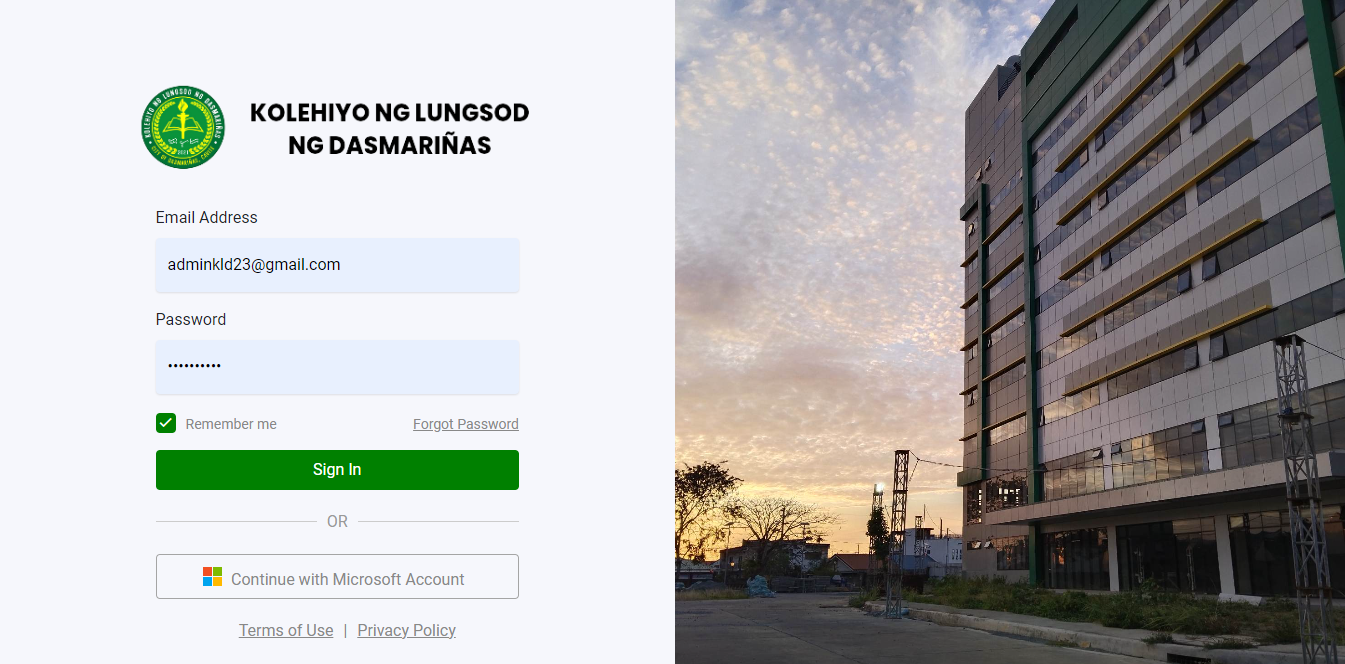 KOLEHIYO NG LUNGSOD NG DASMARIÑAS
CITY OF DASMARIÑAS, CAVITE
KOLEHIYO NG LUNGSOD
NG DASMARIÑAS
Email Address
adminkld23@gmail.com
Password
••••••••••
Remember me
Forgot Password
Sign In
OR
Continue with Microsoft Account
Terms of Use | Privacy Policy